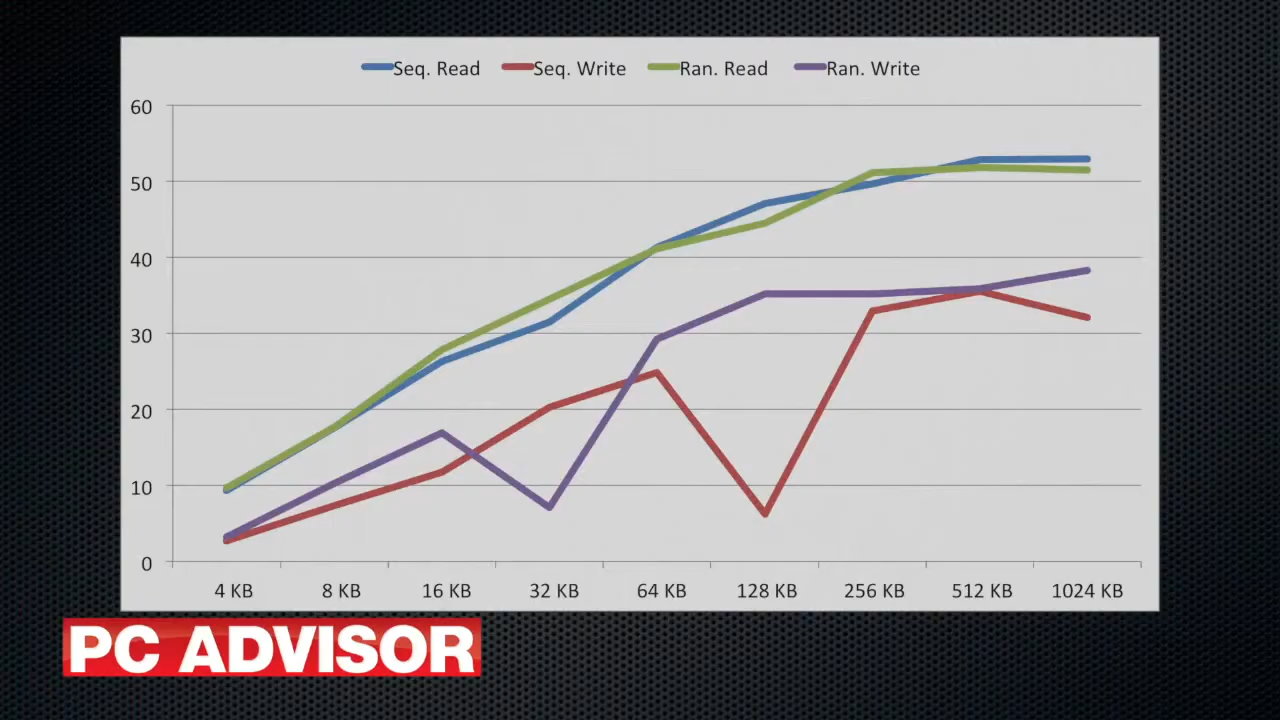 Seq. Read Seq. Write Ran. Read Ran. Write
60
50
40
30
20
10
0
4 KB 8 KB 16 KB 32 KB 64 KB 128 KB 256 KB 512 KB 1024 KB
PC ADVISOR